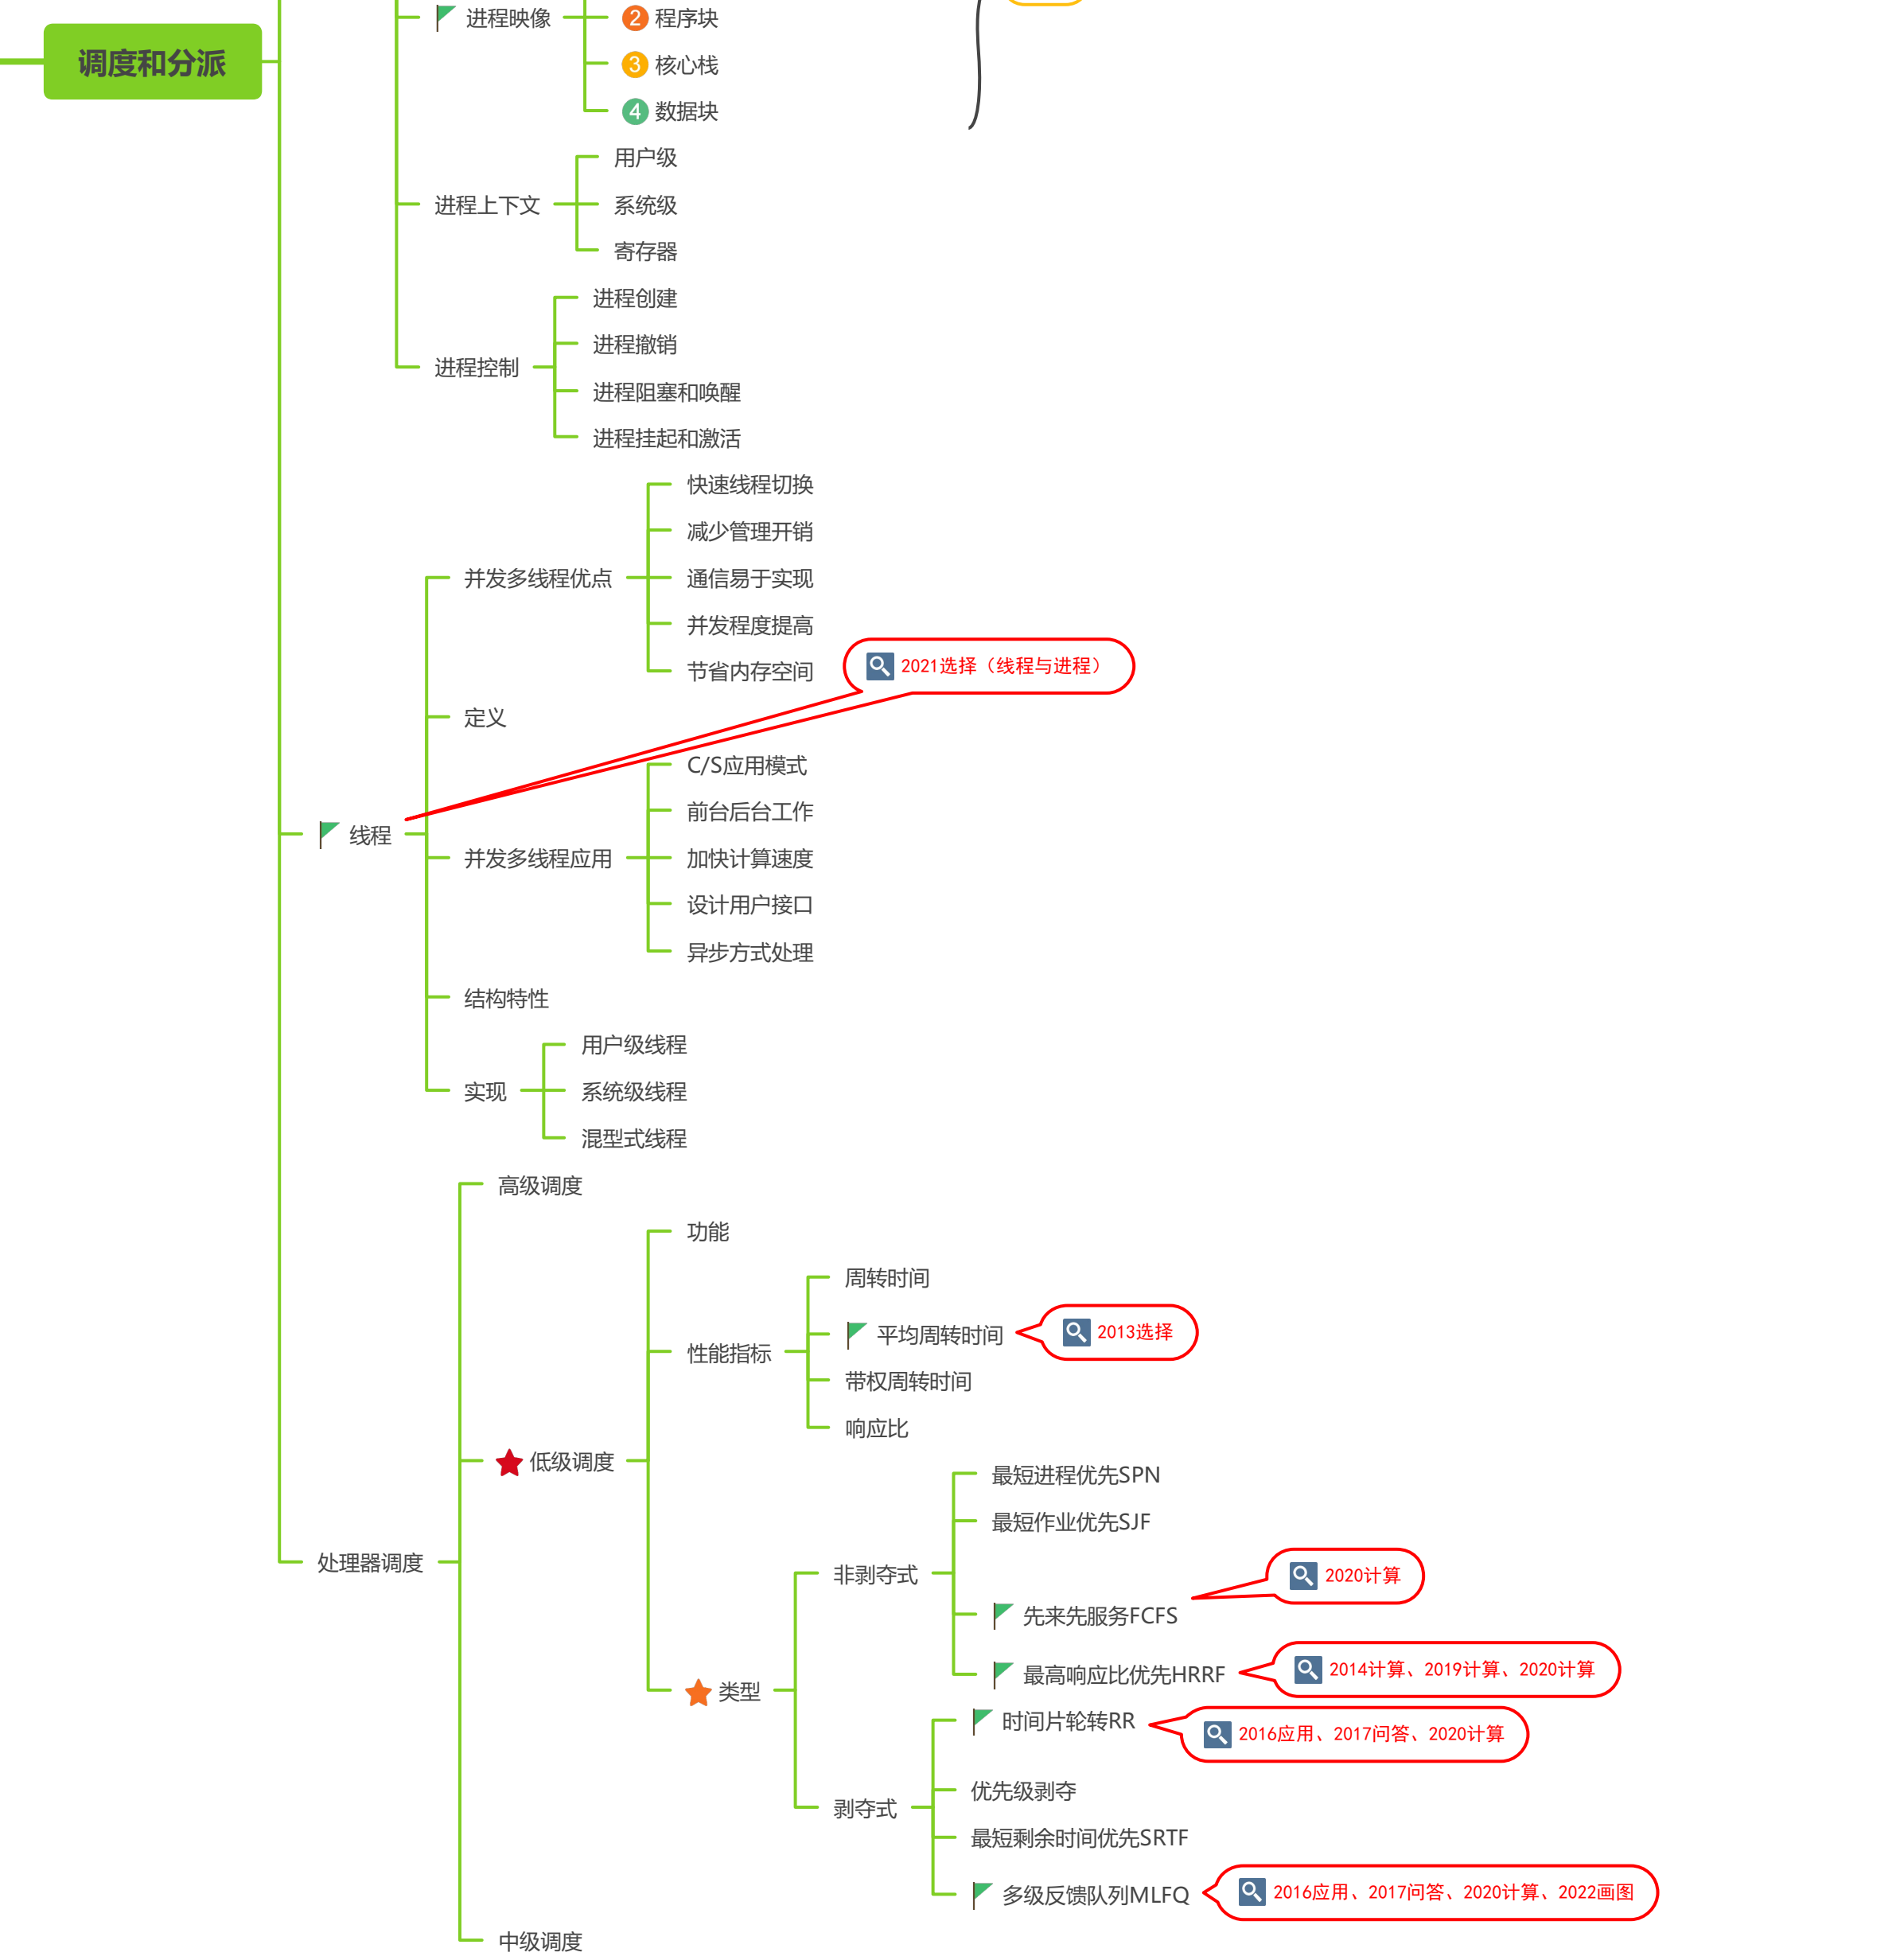 调度和分派
进程映像
2 程序块
3 核心栈
4 数据块
进程上下文
用户级
系统级
寄存器
进程控制
进程创建
进程撤销
进程阻塞和唤醒
进程挂起和激活
线程
2021选择（线程与进程）
并发多线程优点
快速线程切换
减少管理开销
通信易于实现
并发程度提高
节省内存空间
定义
并发多线程应用
C/S应用模式
前台后台工作
加快计算速度
设计用户接口
异步方式处理
结构特性
实现
用户级线程
系统级线程
混型式线程
处理器调度
高级调度
低级调度
功能
性能指标
周转时间
平均周转时间
2013选择
带权周转时间
响应比
类型
非剥夺式
最短进程优先SPN
最短作业优先SJF
先来先服务FCFS
2020计算
最高响应比优先HRRF
2014计算、2019计算、2020计算
剥夺式
时间片轮转RR
2016应用、2017问答、2020计算
优先级剥夺
最短剩余时间优先SRTF
多级反馈队列MLFQ
2016应用、2017问答、2020计算、2022画图
中级调度